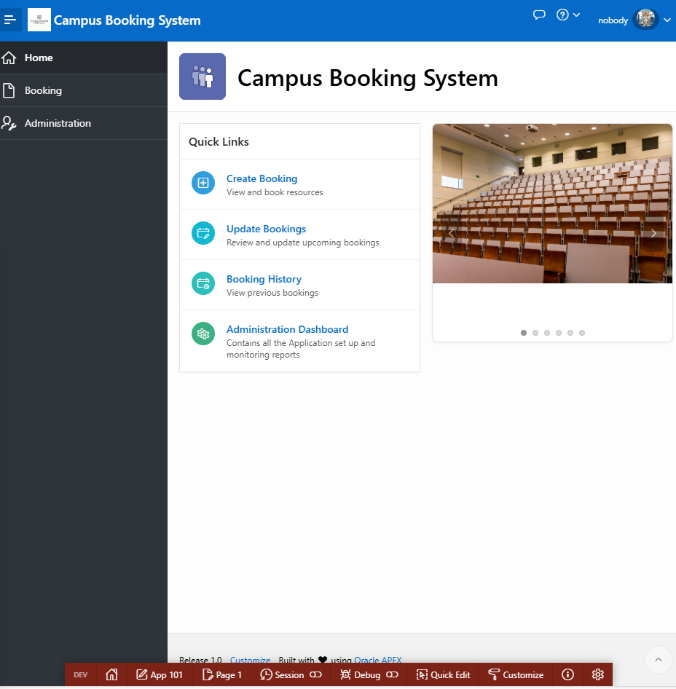 Campus Booking System
nobody
Home
Booking
Administration
Campus Booking System
Quick Links
Create Booking
View and book resources
Update Bookings
Review and update upcoming bookings
Booking History
View previous bookings
Administration Dashboard
Contains all the Application set up and
monitoring reports
Release 1.0 Customize Built with ♥ using Oracle APEX
DEV App 101 Page 1 Session Debug Quick Edit Customize